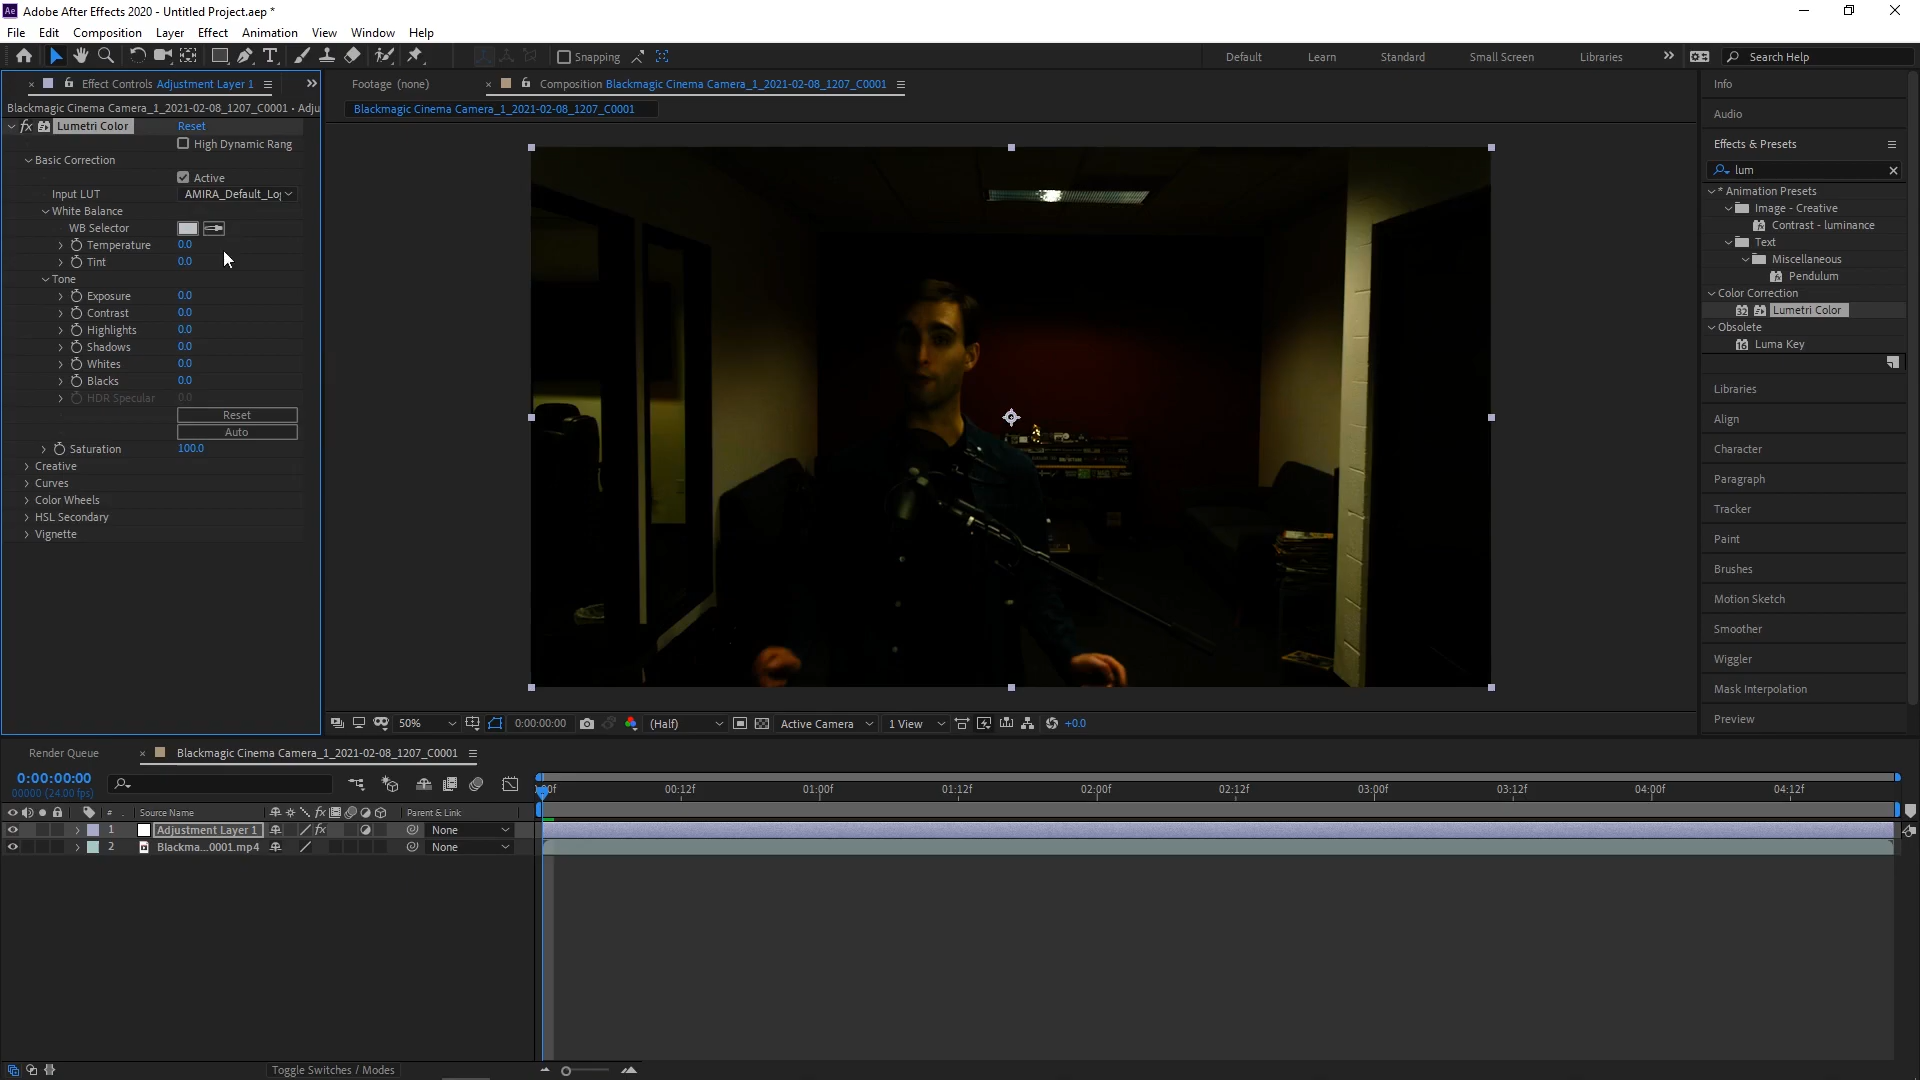 Adobe After Effects 2020 - Untitled Project.aep *
File Edit Composition Layer Effect Animation View Window Help
Snapping
Default Learn Standard Small Screen Libraries
Search Help
Effect Controls Adjustment Layer 1
Blackmagic Cinema Camera_1_2021-02-08_1207_C0001 • Adju
fx Lumetri Color Reset
High Dynamic Rang
Basic Correction
Active
Input LUT AMIRA_Default_Lo
White Balance
WB Selector
Temperature 0.0
Tint 0.0
Tone
Exposure 0.0
Contrast 0.0
Highlights 0.0
Shadows 0.0
Whites 0.0
Blacks 0.0
HDR Specular 0.0
Reset
Auto
Saturation 100.0
Creative
Curves
Color Wheels
HSL Secondary
Vignette
Footage (none)
Composition Blackmagic Cinema Camera_1_2021-02-08_1207_C0001
Blackmagic Cinema Camera_1_2021-02-08_1207_C0001
50% 0:00:00:00 (Half) Active Camera 1 View +0.0
Info
Audio
Effects & Presets
lum
* Animation Presets
Image - Creative
Contrast - luminance
Text
Miscellaneous
Pendulum
Color Correction
32 Lumetri Color
Obsolete
16 Luma Key
Libraries
Align
Character
Paragraph
Tracker
Paint
Brushes
Motion Sketch
Smoother
Wiggler
Mask Interpolation
Preview
Render Queue
Blackmagic Cinema Camera_1_2021-02-08_1207_C0001
0:00:00:00
00000 (24.00 fps)
00:12f 01:00f 01:12f 02:00f 02:12f 03:00f 03:12f 04:00f 04:12f
# Source Name fx Parent & Link
1 Adjustment Layer 1 fx None
2 Blackma...0001.mp4 None
Toggle Switches / Modes